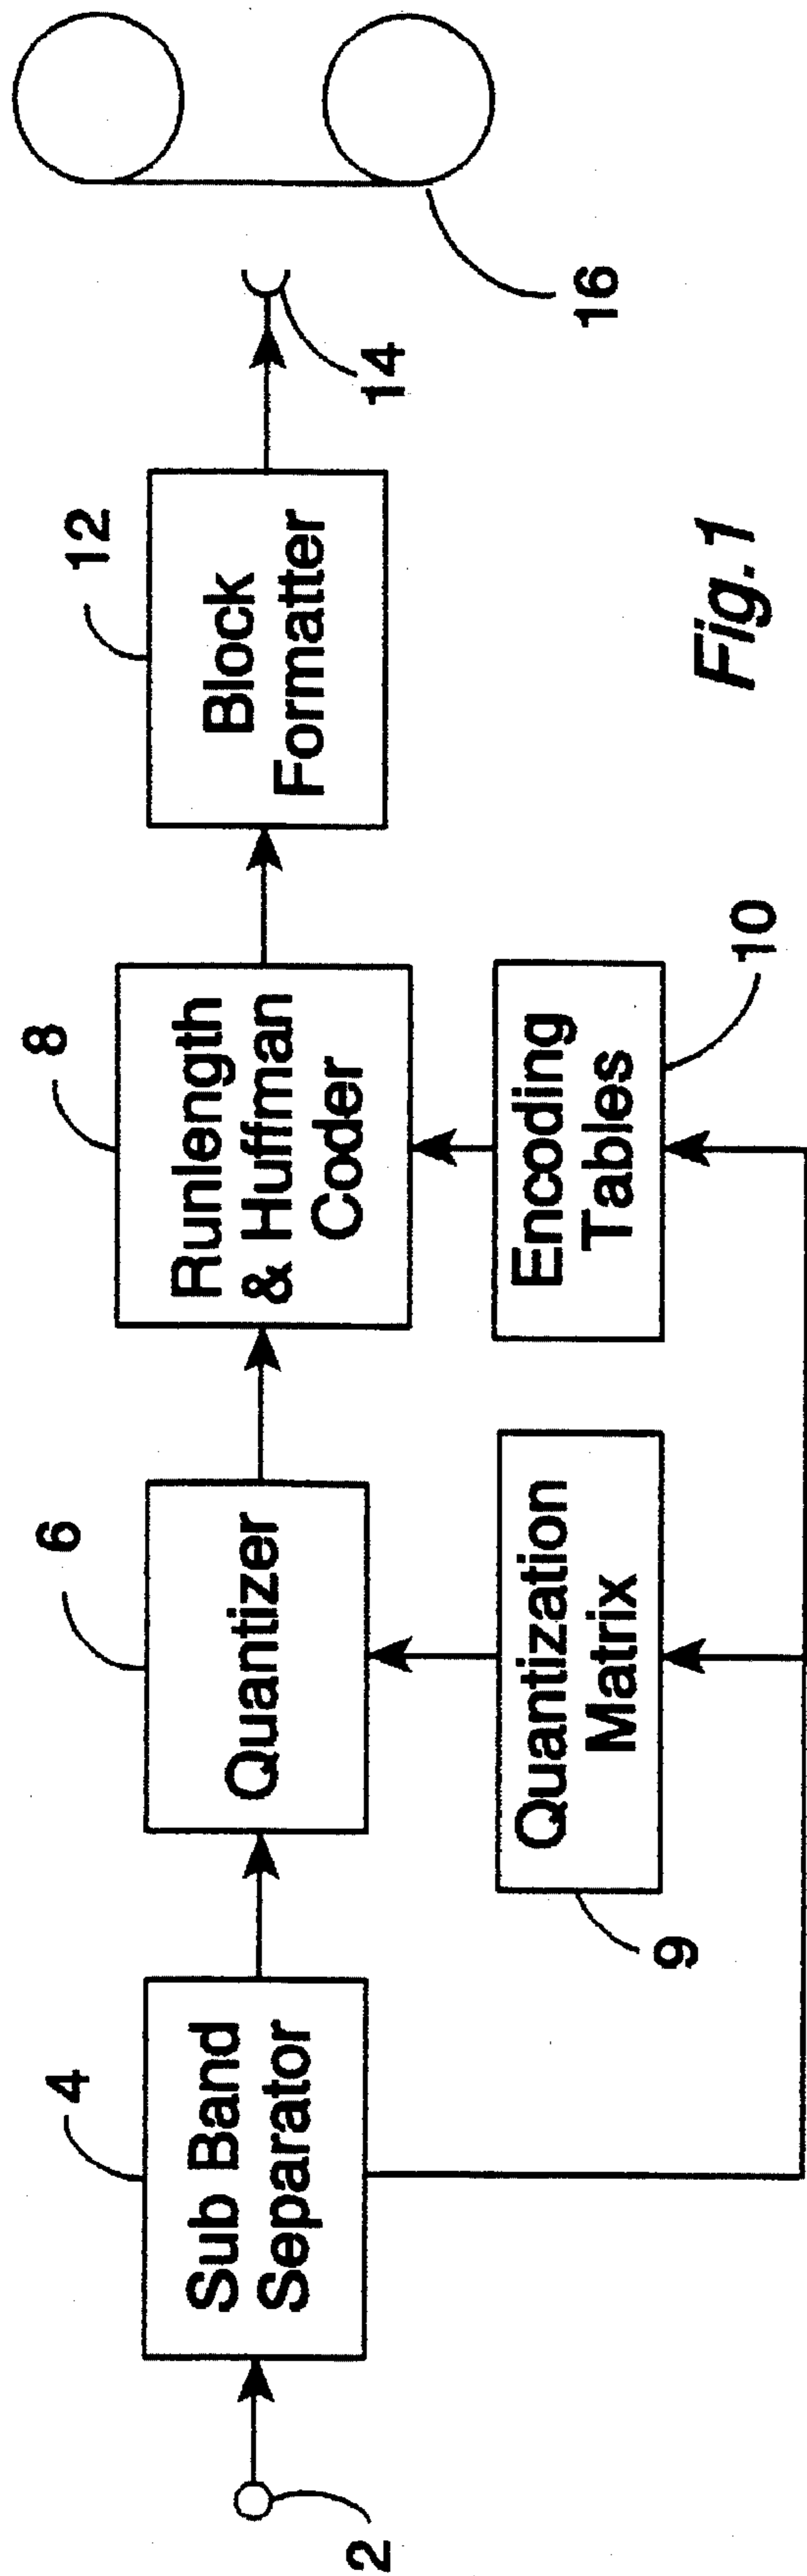 2
4
Sub Band
Separator
6
Quantizer
9
Quantization
Matrix
8
Runlength
& Huffman
Coder
10
Encoding
Tables
12
Block
Formatter
14
16
Fig.1